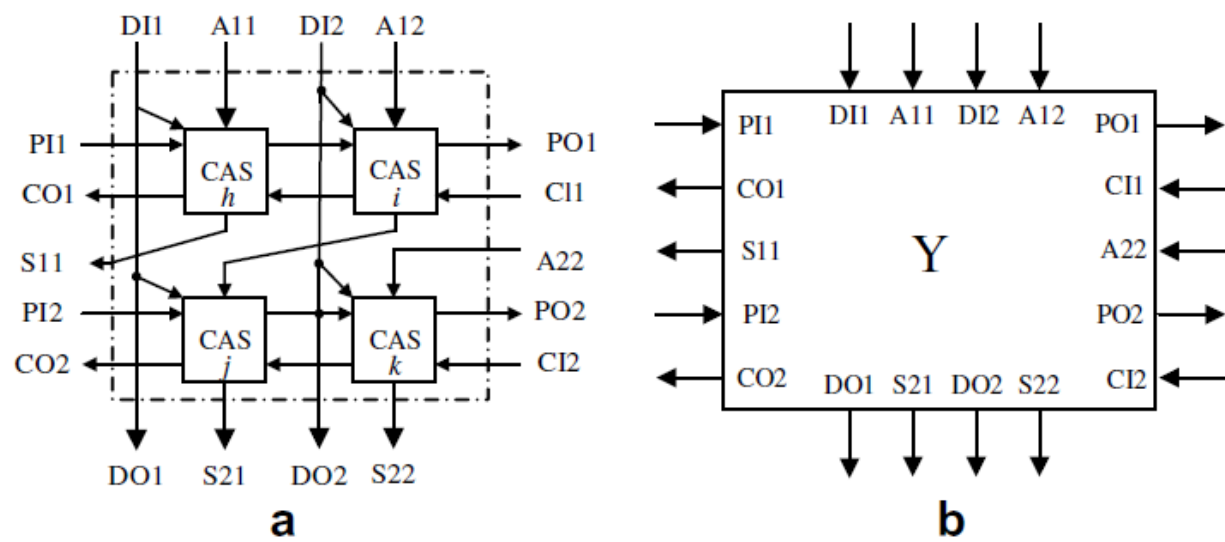 DI1 A11 DI2 A12
PI1 CAS h CAS i PO1
CO1 CI1
S11 A22
PI2 CAS j CAS k PO2
CO2 CI2
DO1 S21 DO2 S22
a
DI1 A11 DI2 A12
PI1 PO1
CO1 CI1
S11 Y A22
PI2 PO2
CO2 CI2
DO1 S21 DO2 S22
b